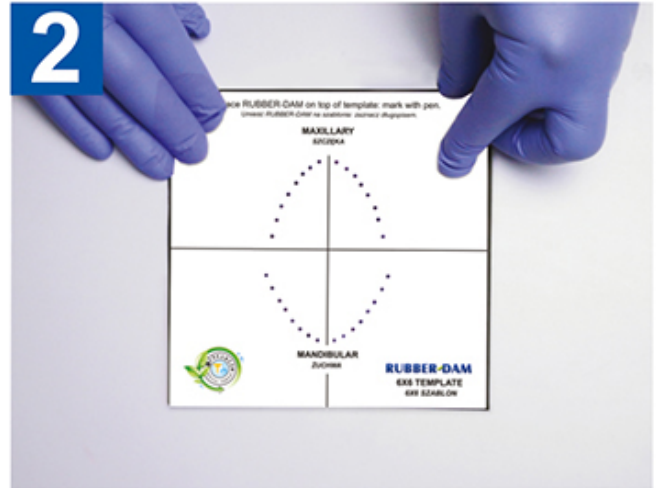 2
ace RUBBER-DAM on top of template: mark with pen.
Umieść RUBBER-DAM na szablonie: zaznacz długopisem.
MAXILLARY
SZCZĘKA
MANDIBULAR
ŻUCHWA
RUBBER-DAM
6X6 TEMPLATE
6X6 SZABLON